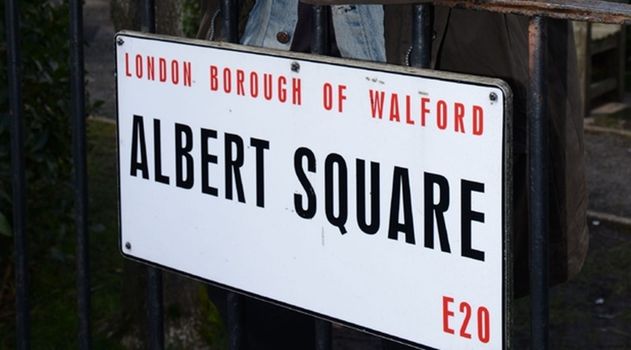 LONDON BOROUGH OF WALFORD
ALBERT SQUARE
E20